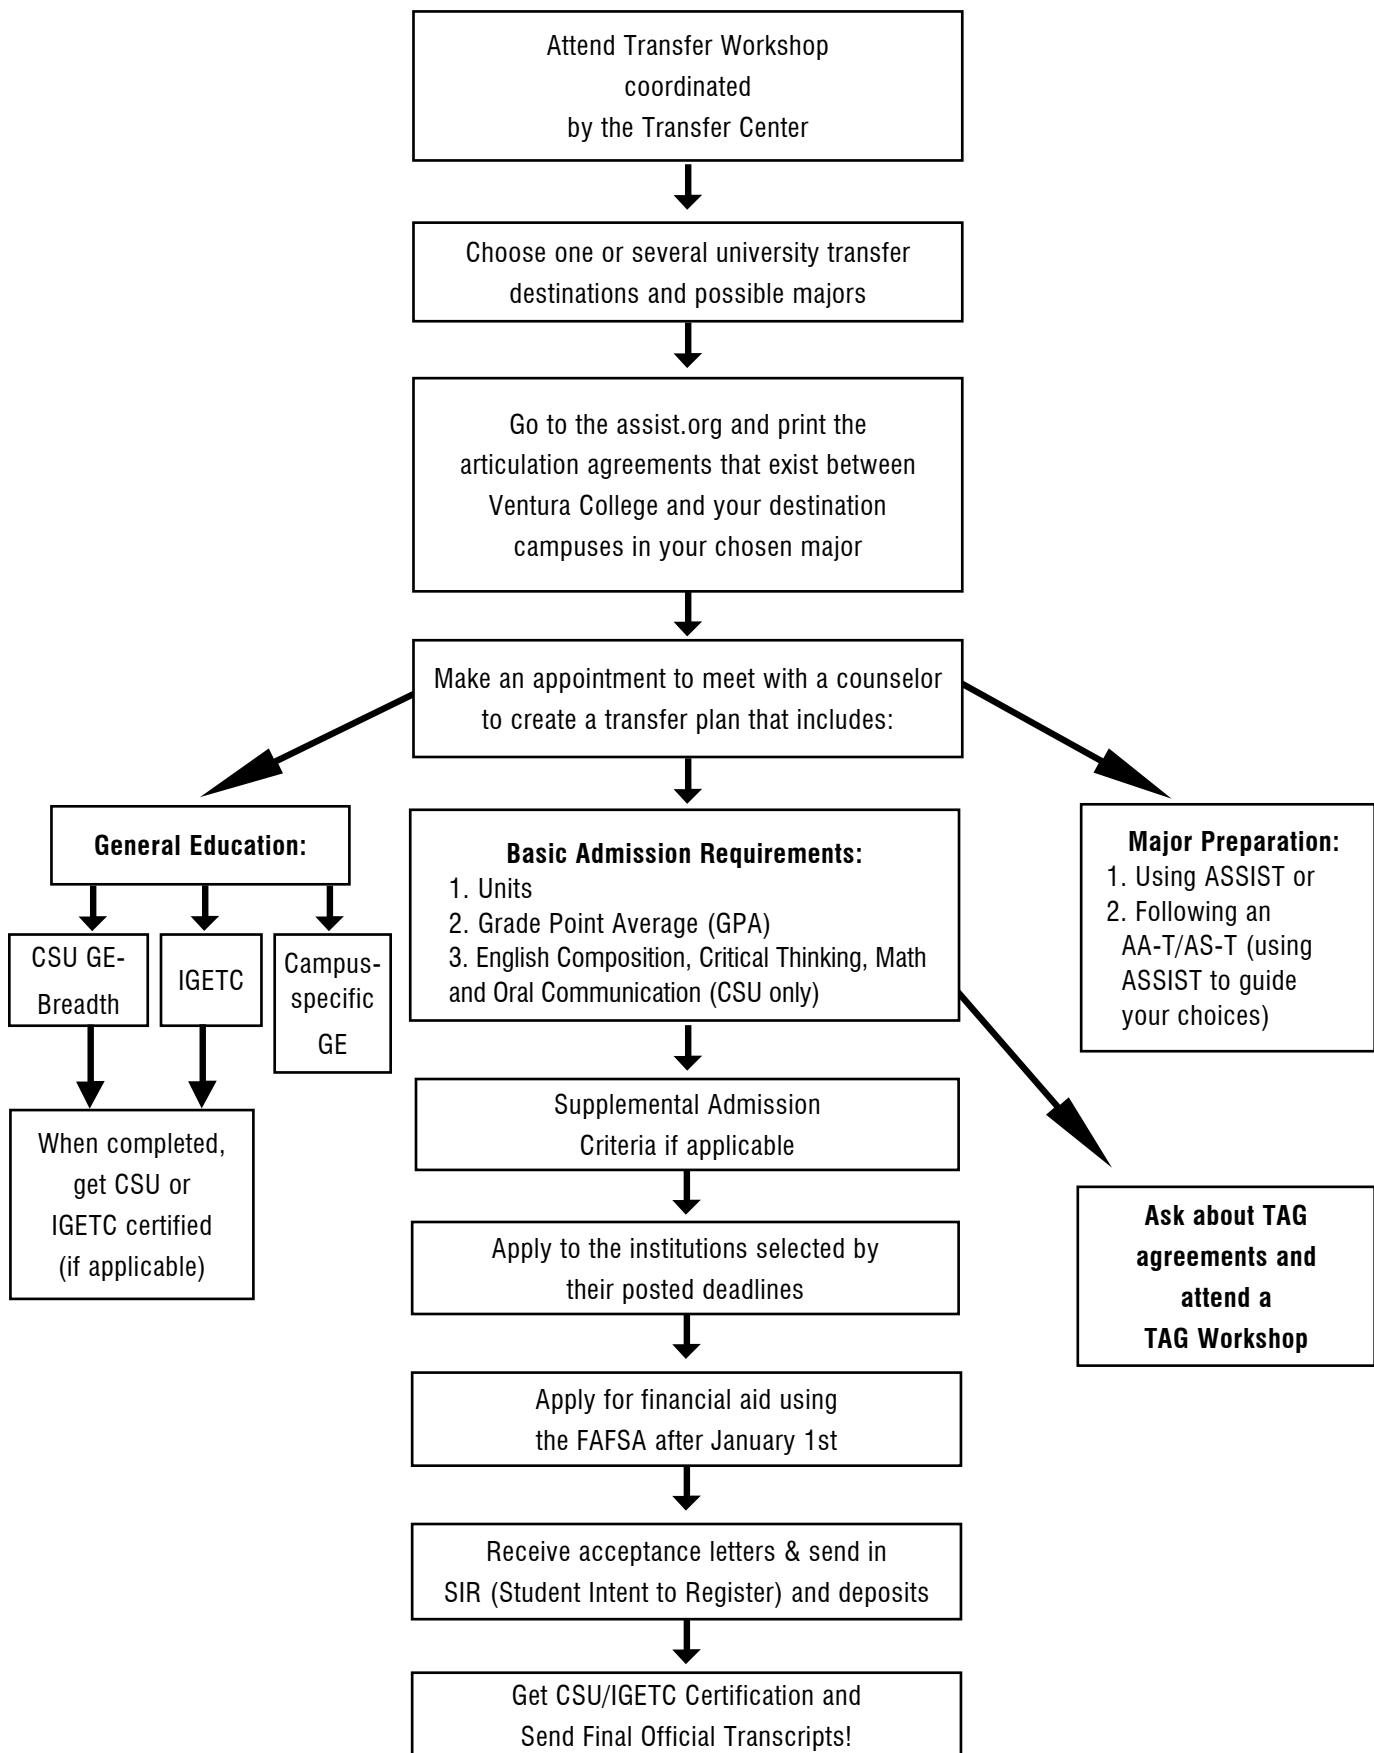 Attend Transfer Workshop
coordinated
by the Transfer Center
Choose one or several university transfer
destinations and possible majors
Go to the assist.org and print the
articulation agreements that exist between
Ventura College and your destination
campuses in your chosen major
Make an appointment to meet with a counselor
to create a transfer plan that includes:
General Education:
CSU GE-
Breadth
IGETC
Campus-
specific
GE
When completed,
get CSU or
IGETC certified
(if applicable)
Basic Admission Requirements:
1. Units
2. Grade Point Average (GPA)
3. English Composition, Critical Thinking, Math
and Oral Communication (CSU only)
Major Preparation:
1. Using ASSIST or
2. Following an
AA-T/AS-T (using
ASSIST to guide
your choices)
Supplemental Admission
Criteria if applicable
Ask about TAG
agreements and
attend a
TAG Workshop
Apply to the institutions selected by
their posted deadlines
Apply for financial aid using
the FAFSA after January 1st
Receive acceptance letters & send in
SIR (Student Intent to Register) and deposits
Get CSU/IGETC Certification and
Send Final Official Transcripts!